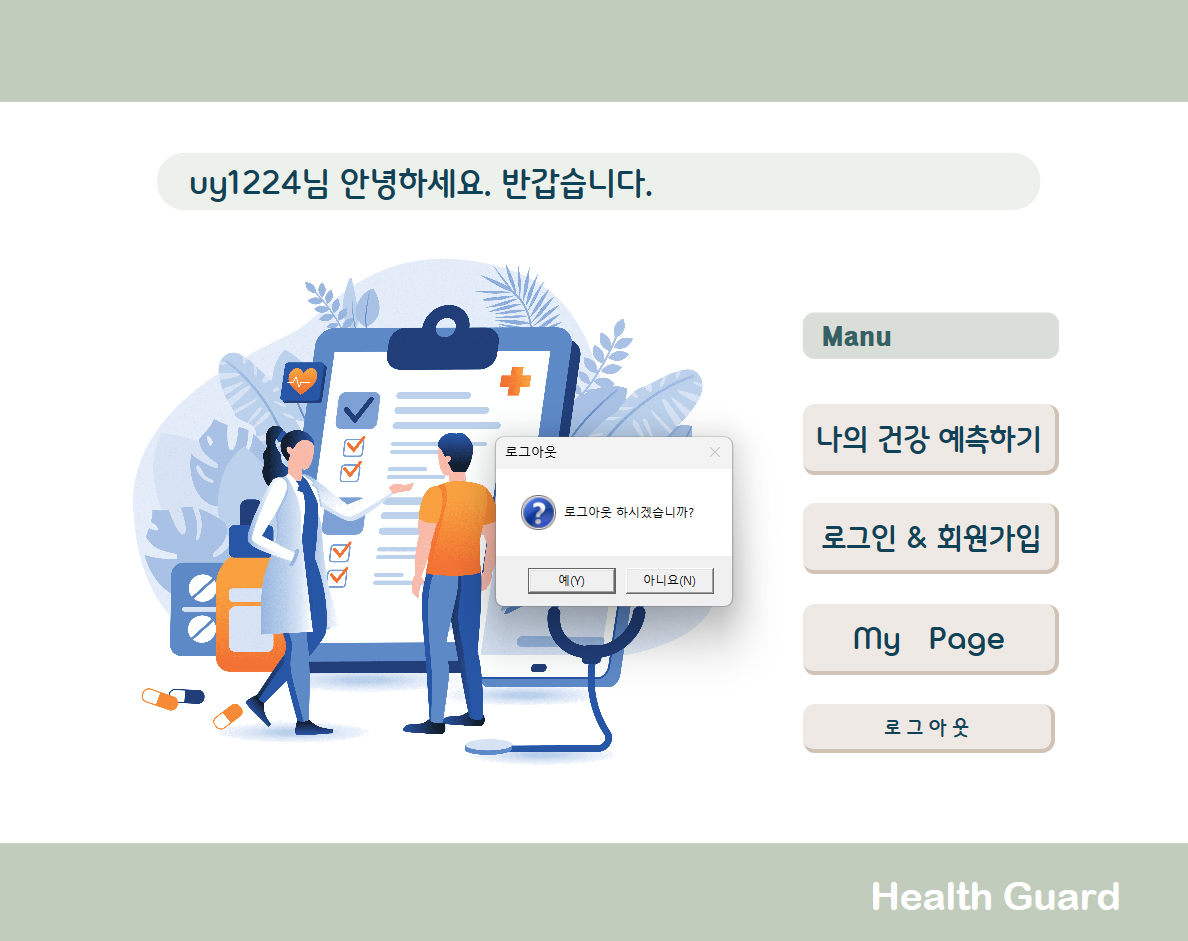 uy1224님 안녕하세요. 반갑습니다.
Manu
나의 건강 예측하기
로그아웃
로그아웃 하시겠습니까?
예(Y)
아니요(N)
로그인 & 회원가입
My Page
로그아웃
Health Guard